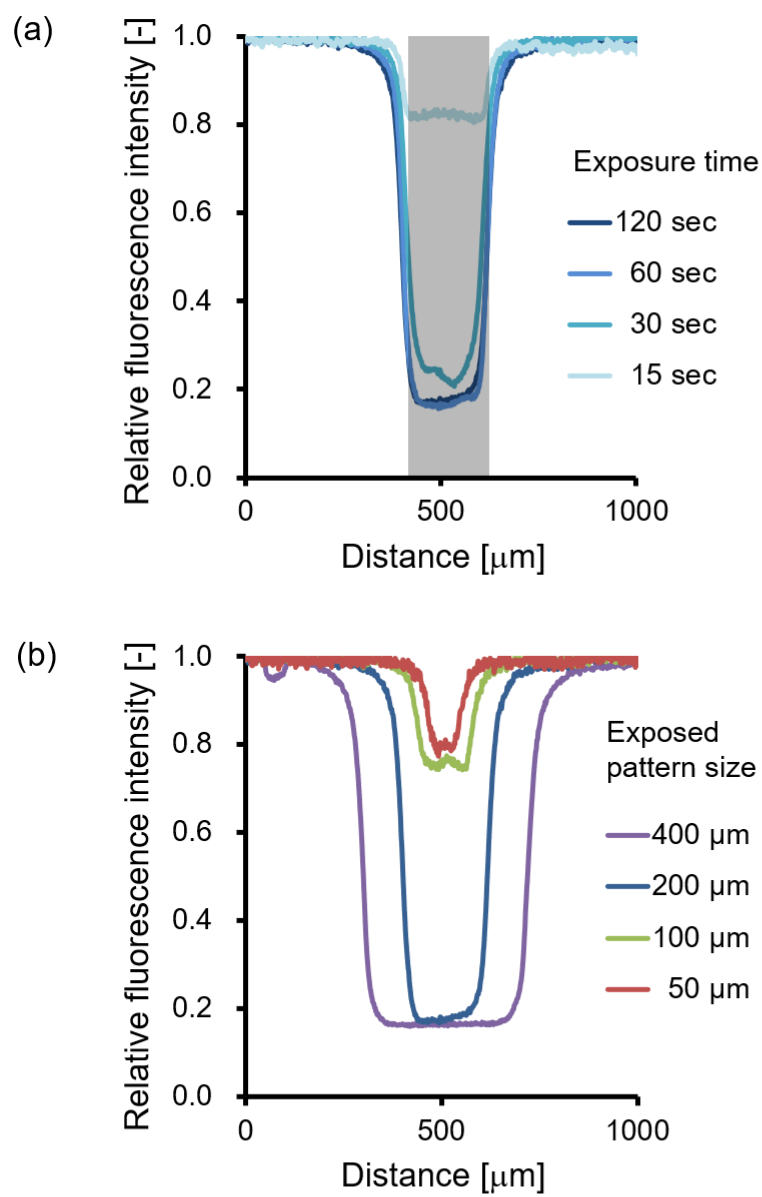 (a)
Relative fluorescence intensity [-]
1.0
0.8
0.6
0.4
0.2
0.0
0
500
1000
Distance [μm]
Exposure time
120 sec
60 sec
30 sec
15 sec
(b)
Relative fluorescence intensity [-]
1.0
0.8
0.6
0.4
0.2
0.0
0
500
1000
Distance [μm]
Exposed
pattern size
400 μm
200 μm
100 μm
50 μm